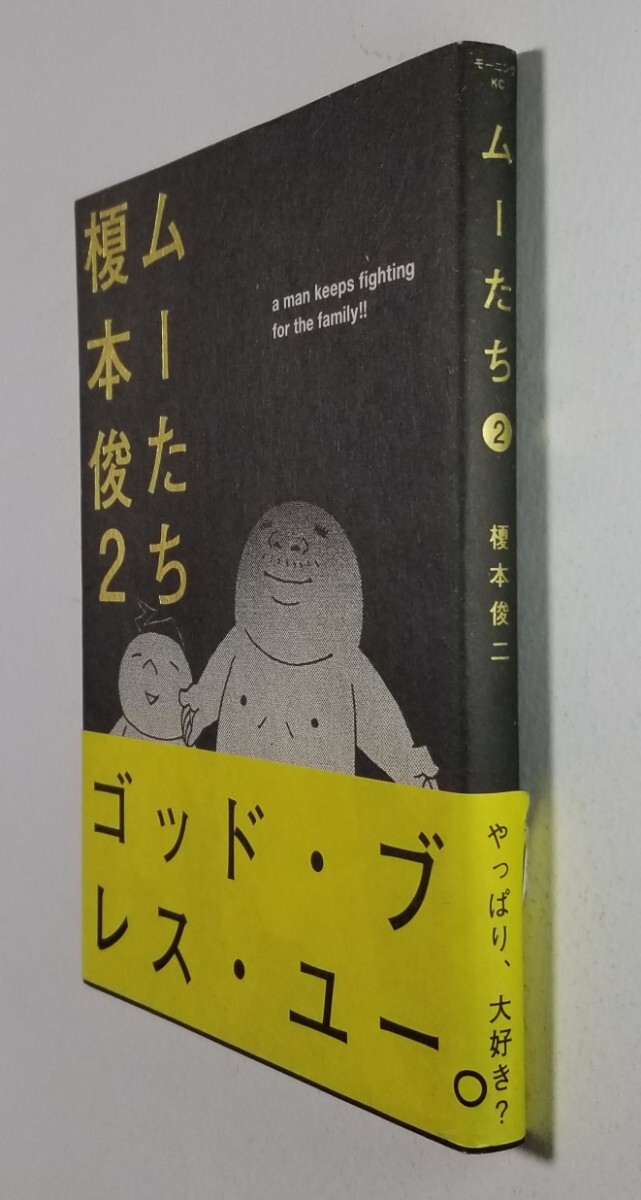 ムーたち
榎本俊2
a man keeps fighting
for the family!!
ゴッド・ブ
レス・ユー。
モーニング
KC
ムーたち
2
榎本俊二
やっぱり、大好き?